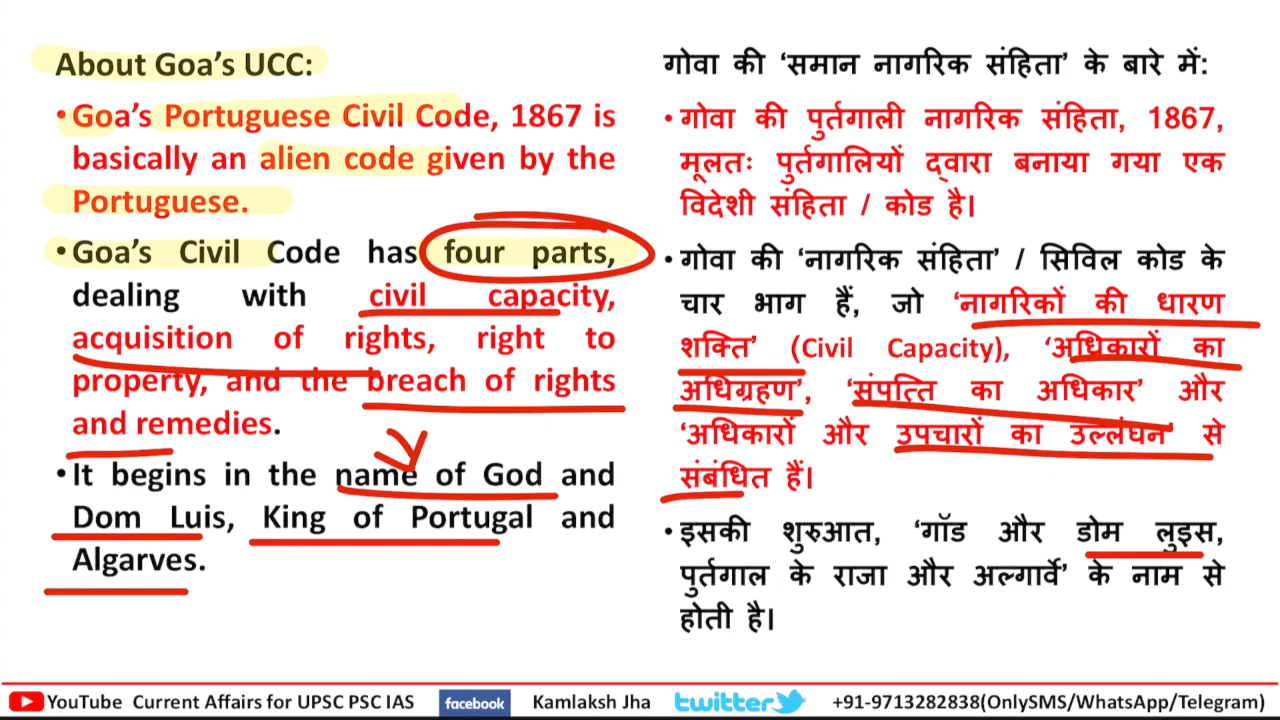 About Goa's UCC:
•Goa's Portuguese Civil Code, 1867 is
basically an alien code given by the
Portuguese.
•Goa's Civil Code has four parts,
dealing with civil capacity,
acquisition of rights, right to
property, and the breach of rights
and remedies.
•It begins in the name of God and
Dom Luis, King of Portugal and
Algarves.
गोवा की ‘समान नागरिक संहिता’ के बारे में:
•गोवा की पुर्तगाली नागरिक संहिता, 1867,
मूलतः पुर्तगालियों द्वारा बनाया गया एक
विदेशी संहिता / कोड है।
•गोवा की ‘नागरिक संहिता’ / सिविल कोड के
चार भाग हैं, जो ‘नागरिकों की धारण
शक्ति’ (Civil Capacity), ‘अधिकारों का
अधिग्रहण’, ‘संपत्ति का अधिकार’ और
‘अधिकारों और उपचारों का उल्लंघन’ से
संबंधित हैं।
•इसकी शुरुआत, ‘गॉड और डोम लुइस,
पुर्तगाल के राजा और अल्गार्वे’ के नाम से
होती है।
YouTube Current Affairs for UPSC PSC IAS facebook Kamlaksh Jha twitter +91-9713282838(OnlySMS/WhatsApp/Telegram)